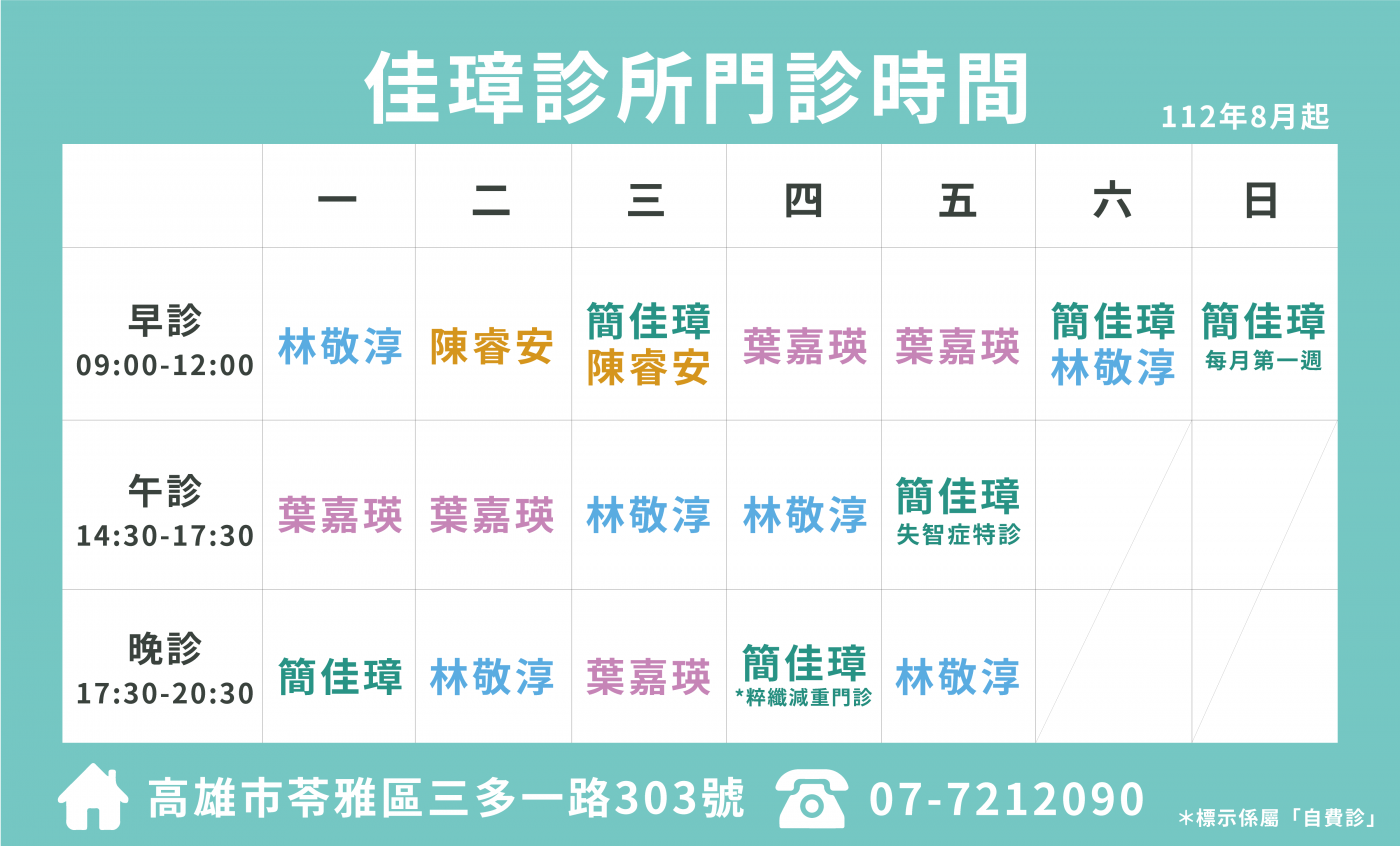 佳璋診所門診時間
112年8月起
一 二 三 四 五 六 日
早診
09:00-12:00
林敬淳
陳睿安
簡佳璋
陳睿安
葉嘉瑛
葉嘉瑛
簡佳璋
林敬淳
簡佳璋
每月第一週
午診
14:30-17:30
葉嘉瑛
葉嘉瑛
林敬淳
林敬淳
簡佳璋
失智症特診
晚診
17:30-20:30
簡佳璋
林敬淳
葉嘉瑛
簡佳璋
*粹纖減重門診
林敬淳
高雄市苓雅區三多一路303號
07-7212090
＊標示係屬「自費診」